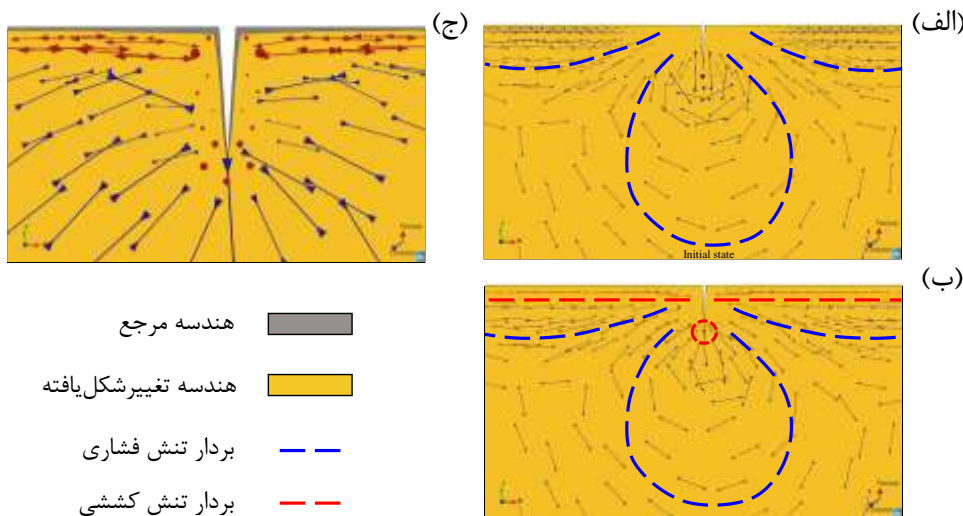 (الف)
(ج)
Initial state
(ب)
هندسه مرجع
هندسه تغییرشکل‌یافته
بردار تنش فشاری
بردار تنش کششی